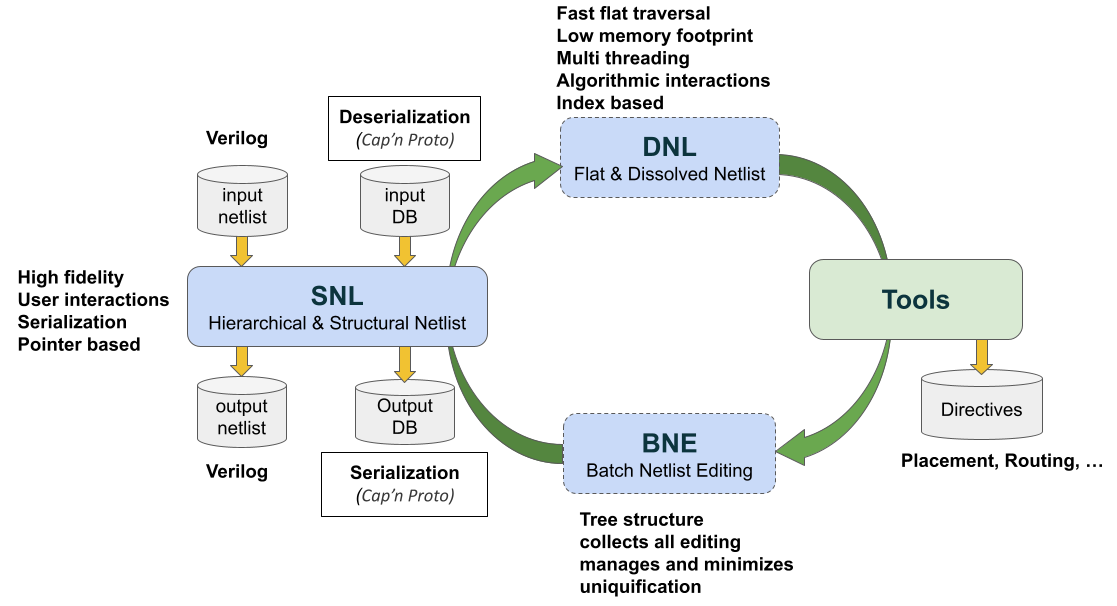 Fast flat traversal
Low memory footprint
Multi threading
Algorithmic interactions
Index based
Deserialization
(Cap'n Proto)
Verilog
DNL
Flat & Dissolved Netlist
input
netlist
input
DB
High fidelity
User interactions
Serialization
Pointer based
SNL
Hierarchical & Structural Netlist
Tools
output
netlist
Output
DB
Directives
Verilog
Serialization
(Cap'n Proto)
BNE
Batch Netlist Editing
Placement, Routing, …
Tree structure
collects all editing
manages and minimizes
uniquification